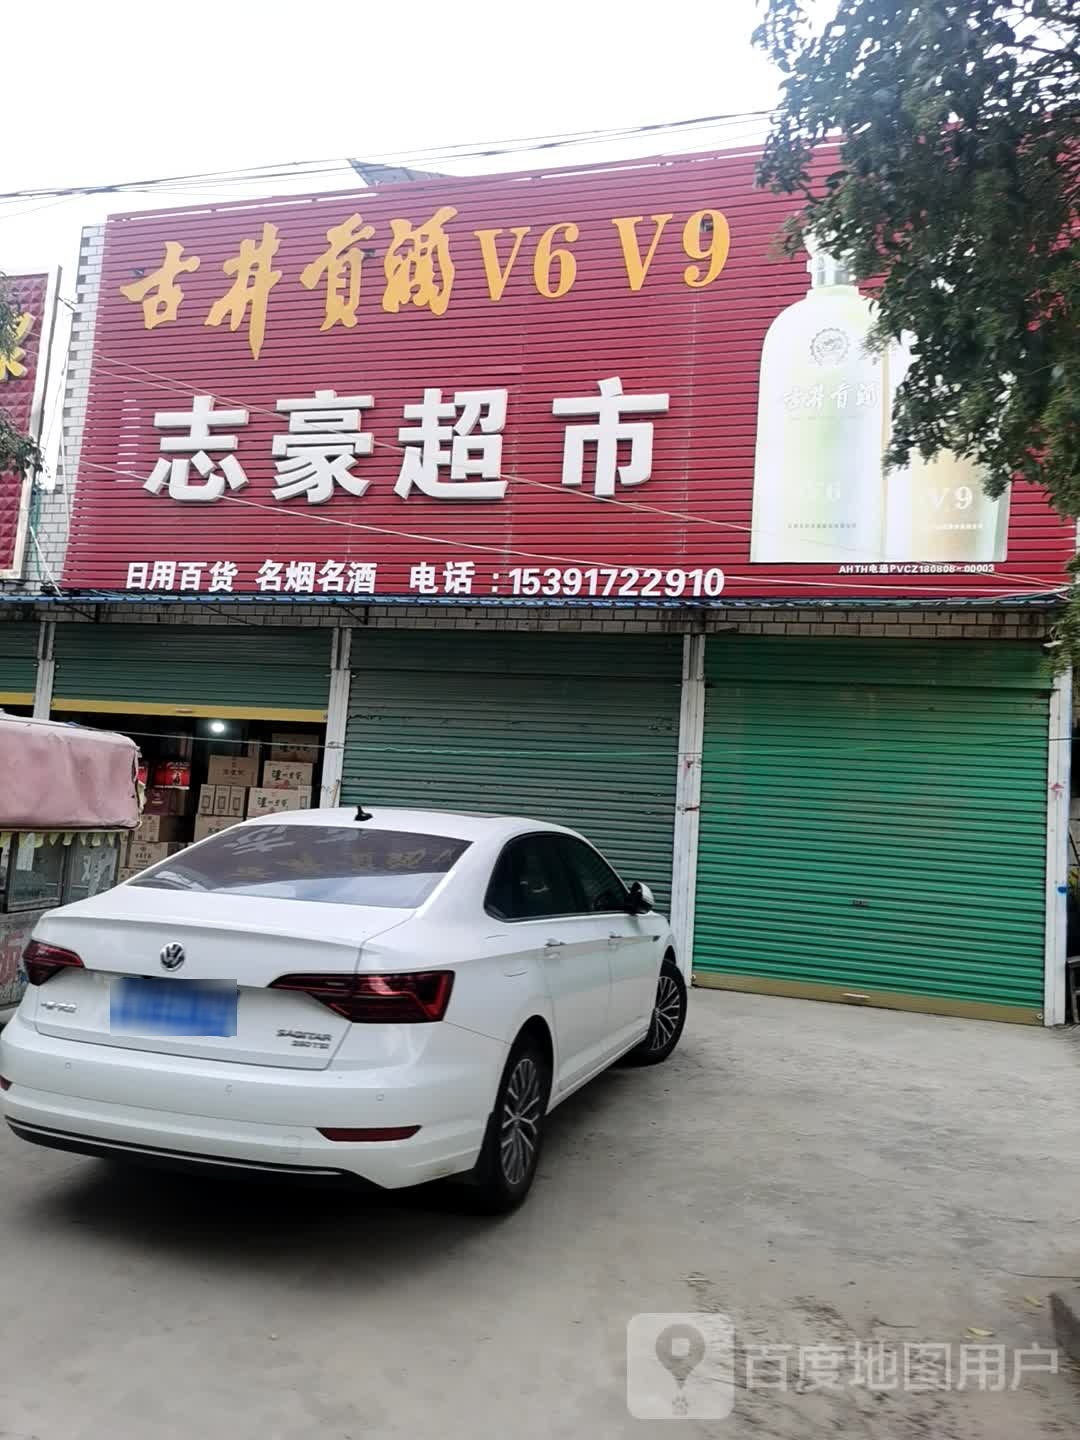 古井贡酒V6 V9
志豪超市
日用百货 名烟名酒 电话:15391722910
古井贡酒
V6
V9
AHTH电通PVCZ180808-00003
SAGITAR
280TSI
百度地图用户